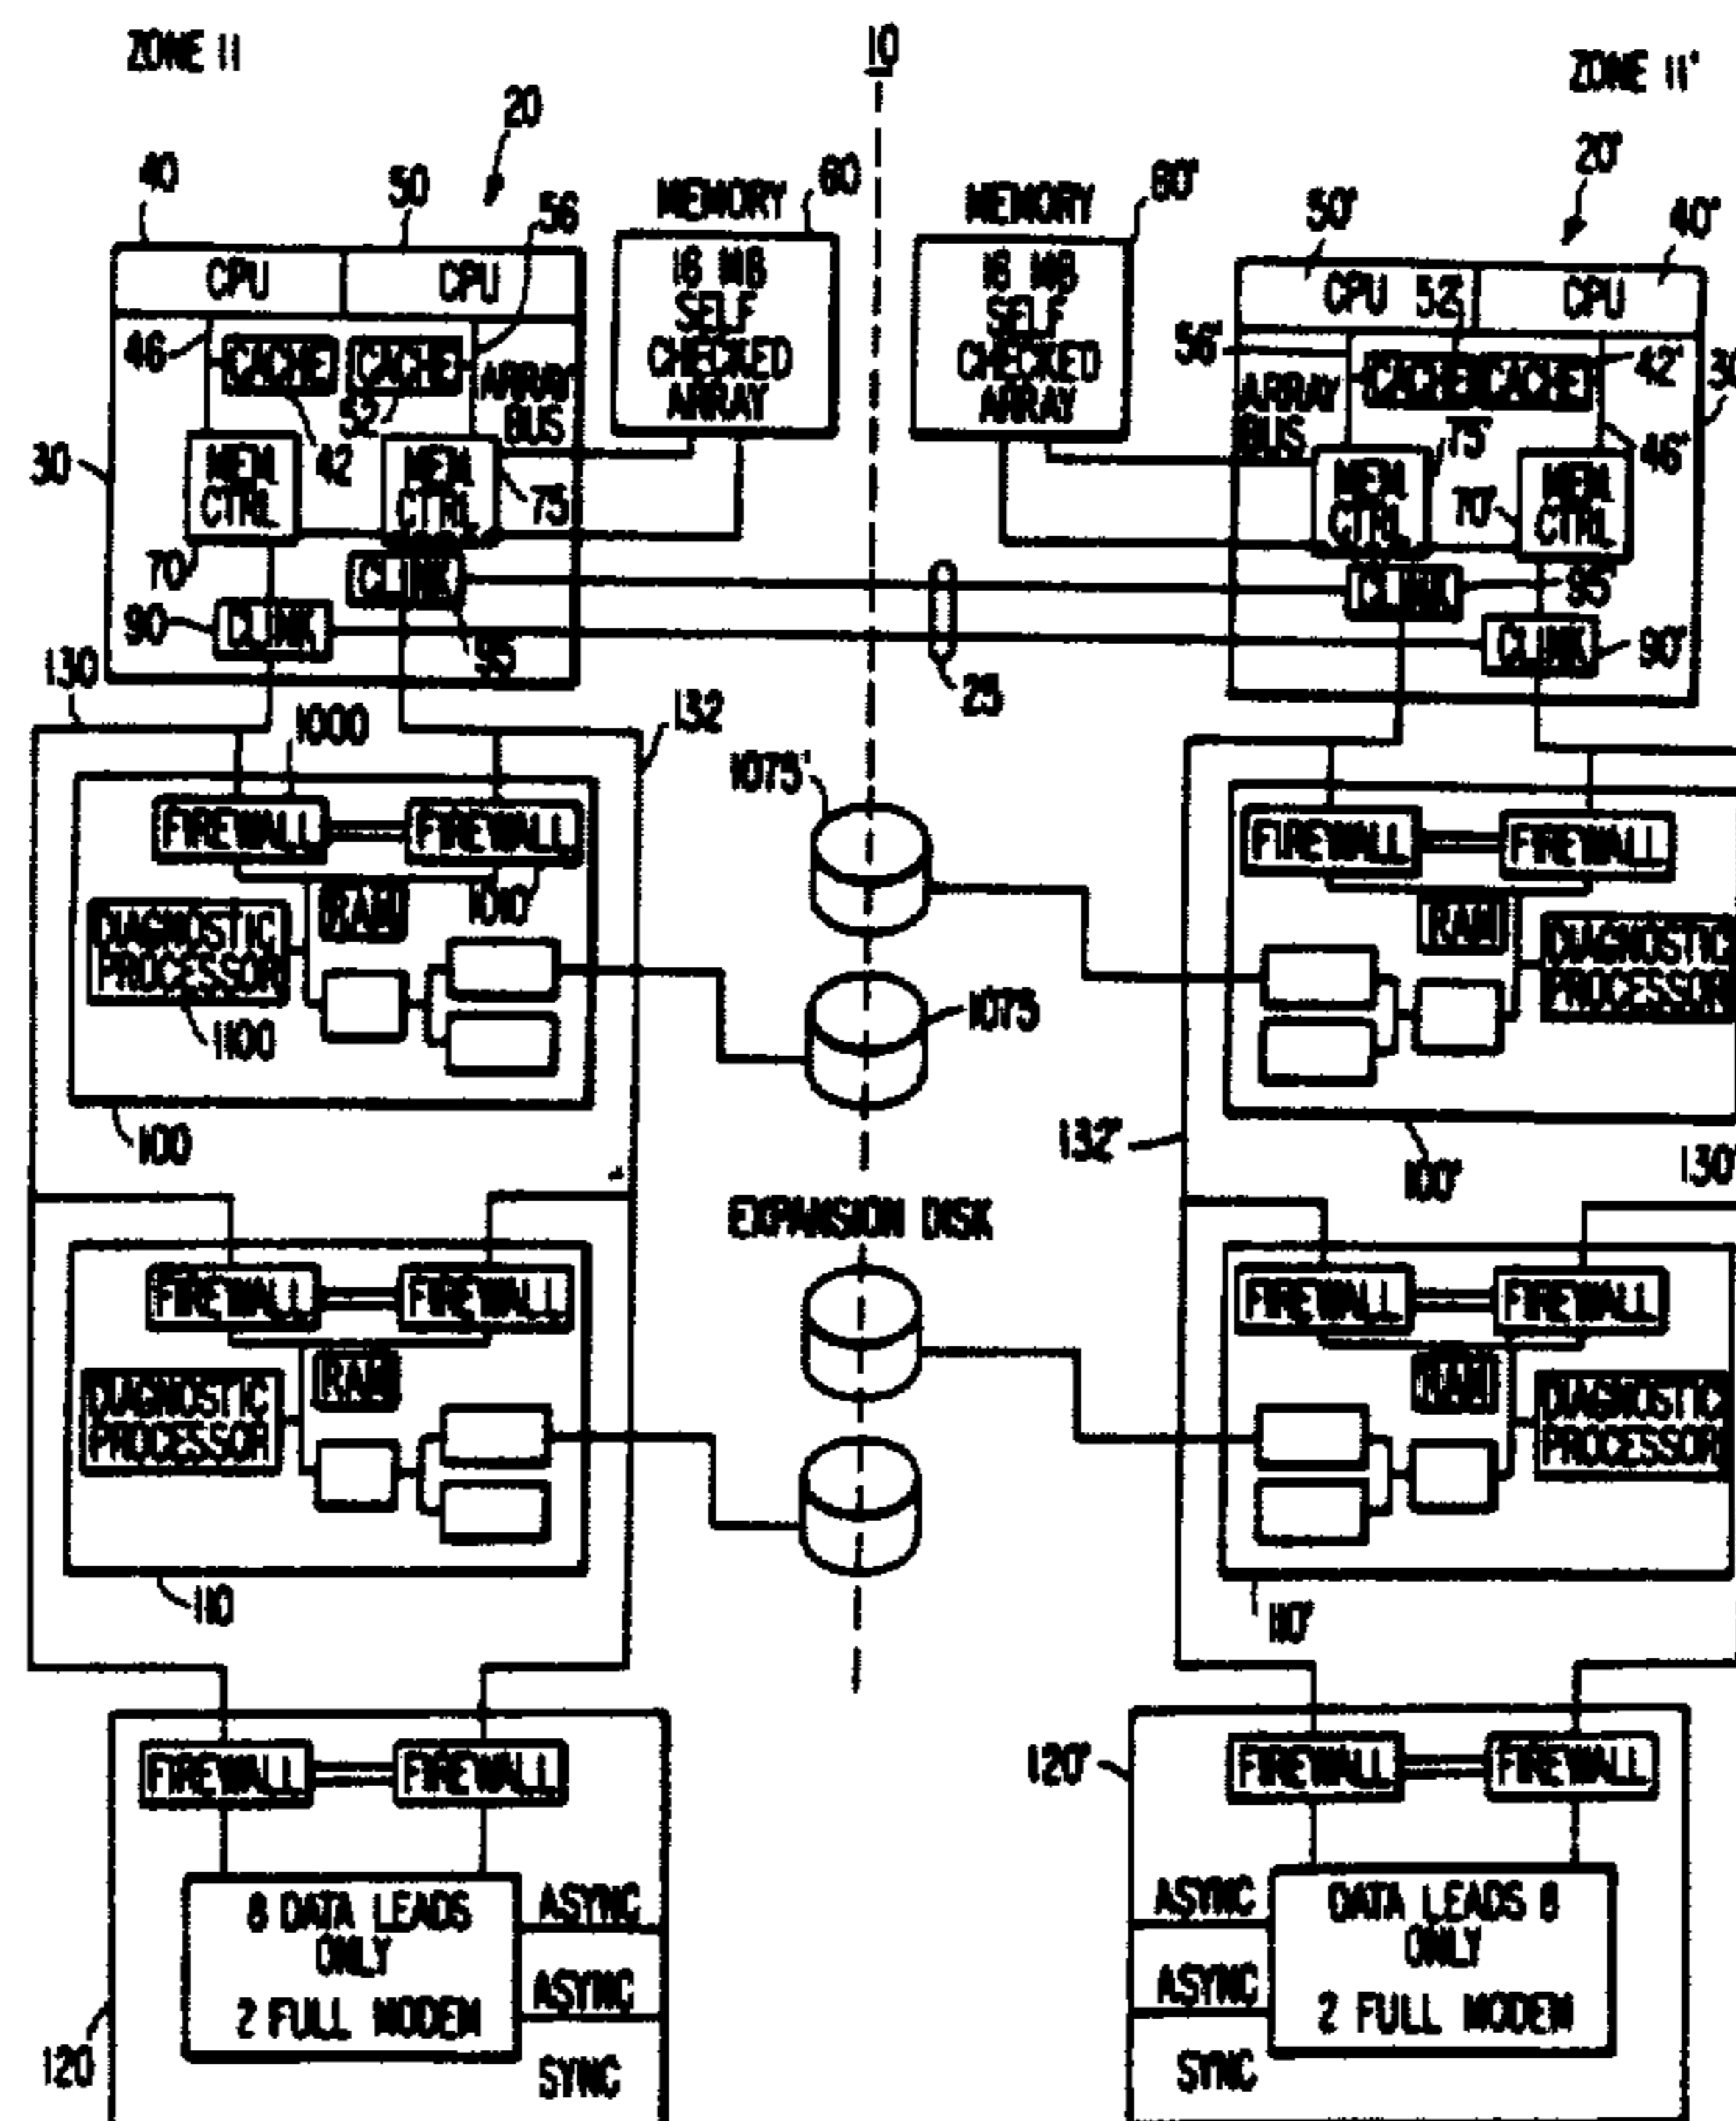 ZONE 11
10
ZONE 11'
20
20'
40
50
56
MEMORY
60
MEMORY
60'
50'
40'
CPU
CPU
16 MB
SELF
CHECKED
ARRAY
16 MB
SELF
CHECKED
ARRAY
CPU
52'
CPU
46
CACHE
CACHE
ARRAY
BUS
56'
ARRAY
BUS
CACHE
CACHE
42'
52
42
30
MEM
CTRL
MEM
CTRL
75
MEM
CTRL
75'
70'
MEM
CTRL
46'
70
90
CLINK
CLINK
95
25
CLINK
95'
CLINK
90'
130
1000
132
1075'
FIREWALL
FIREWALL
FIREWALL
FIREWALL
RAM
1010
RAM
DIAGNOSTIC
PROCESSOR
DIAGNOSTIC
PROCESSOR
1100
1075
100
132'
100'
130'
EXPANSION DISK
FIREWALL
FIREWALL
FIREWALL
FIREWALL
RAM
RAM
DIAGNOSTIC
PROCESSOR
DIAGNOSTIC
PROCESSOR
110
110'
FIREWALL
FIREWALL
120'
FIREWALL
FIREWALL
8 DATA LEADS
ONLY
2 FULL MODEM
ASYNC
ASYNC
SYNC
ASYNC
ASYNC
SYNC
DATA LEADS 8
ONLY
2 FULL MODEM
120